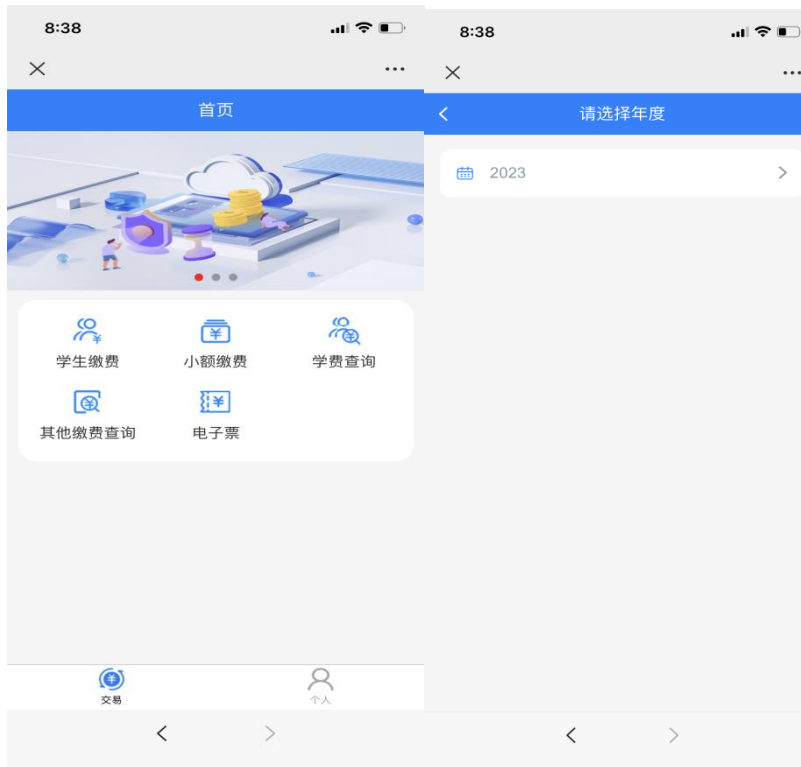 8:38
首页
学生缴费
小额缴费
学费查询
其他缴费查询
电子票
交易
个人
8:38
请选择年度
2023